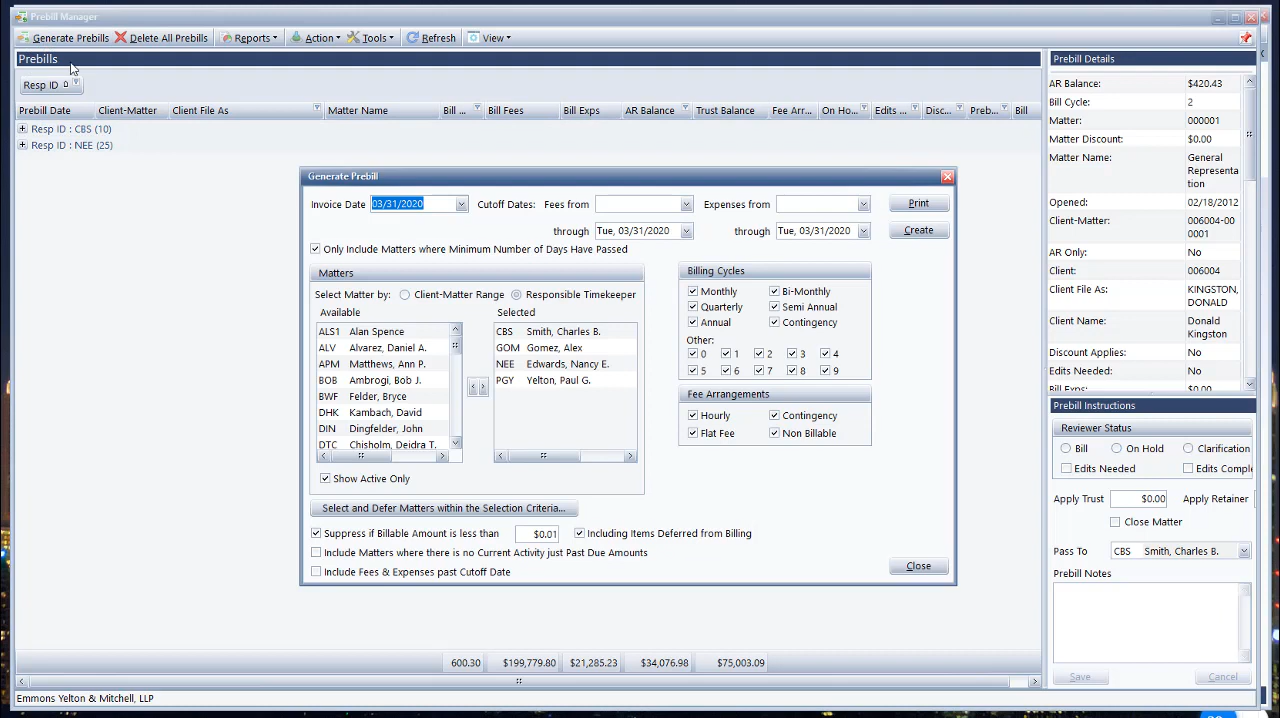 Prebill Manager
Generate Prebills Delete All Prebills Reports Action Tools Refresh View
Prebills
Resp ID
Prebill Date Client-Matter Client File As Matter Name Bill ... Bill Fees Bill Exps AR Balance Trust Balance Fee Arr... On Ho... Edits ... Disc... Preb... Bill
Resp ID : CBS (10)
Resp ID : NEE (25)
Generate Prebill
Invoice Date 03/31/2020 Cutoff Dates: Fees from Expenses from Print
through Tue, 03/31/2020 through Tue, 03/31/2020 Create
Only Include Matters where Minimum Number of Days Have Passed
Matters
Select Matter by: Client-Matter Range Responsible Timekeeper
Available Selected
ALS1 Alan Spence
ALV Alvarez, Daniel A.
APM Matthews, Ann P.
BOB Ambrogi, Bob J.
BWF Felder, Bryce
DHK Kambach, David
DIN Dingfelder, John
DTC Chisholm, Deidra T.
CBS Smith, Charles B.
GOM Gomez, Alex
NEE Edwards, Nancy E.
PGY Yelton, Paul G.
Show Active Only
Billing Cycles
Monthly Bi-Monthly
Quarterly Semi Annual
Annual Contingency
Other:
0 1 2 3 4
5 6 7 8 9
Fee Arrangements
Hourly Contingency
Flat Fee Non Billable
Select and Defer Matters within the Selection Criteria...
Suppress if Billable Amount is less than $0.01 Including Items Deferred from Billing
Include Matters where there is no Current Activity just Past Due Amounts
Include Fees & Expenses past Cutoff Date
Close
600.30 $199,779.80 $21,285.23 $34,076.98 $75,003.09
Emmons Yelton & Mitchell, LLP
Prebill Details
AR Balance: $420.43
Bill Cycle: 2
Matter: 000001
Matter Discount: $0.00
Matter Name: General
Representa
tion
Opened: 02/18/2012
Client-Matter: 006004-00
0001
AR Only: No
Client: 006004
Client File As: KINGSTON,
DONALD
Client Name: Donald
Kingston
Discount Applies: No
Edits Needed: No
Bill Exps: $0.00
Prebill Instructions
Reviewer Status
Bill On Hold Clarification
Edits Needed Edits Comple
Apply Trust $0.00 Apply Retainer
Close Matter
Pass To CBS Smith, Charles B.
Prebill Notes
Save Cancel